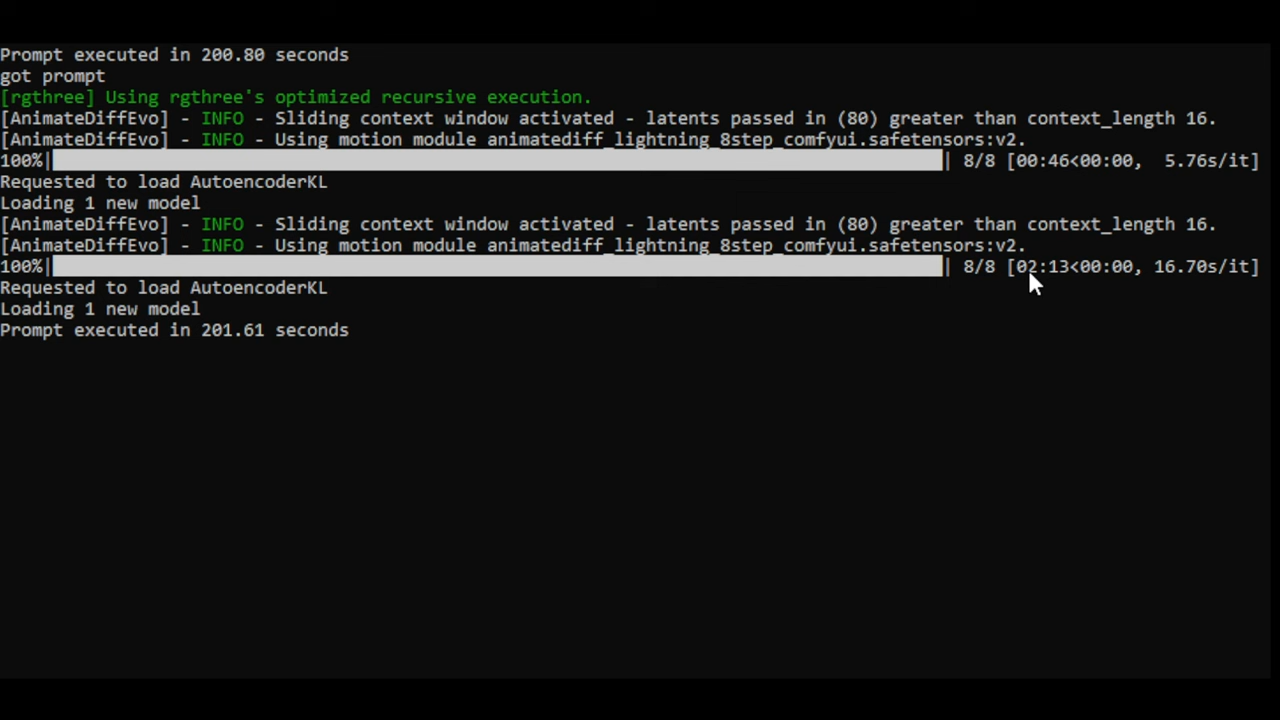 Prompt executed in 200.80 seconds
got prompt
[rgthree] Using rgthree's optimized recursive execution.
[AnimateDiffEvo] - INFO - Sliding context window activated - latents passed in (80) greater than context_length 16.
[AnimateDiffEvo] - INFO - Using motion module animatediff_lightning_8step_comfyui.safetensors:v2.
100%| | 8/8 [00:46<00:00,  5.76s/it]
Requested to load AutoencoderKL
Loading 1 new model
[AnimateDiffEvo] - INFO - Sliding context window activated - latents passed in (80) greater than context_length 16.
[AnimateDiffEvo] - INFO - Using motion module animatediff_lightning_8step_comfyui.safetensors:v2.
100%| | 8/8 [02:13<00:00, 16.70s/it]
Requested to load AutoencoderKL
Loading 1 new model
Prompt executed in 201.61 seconds